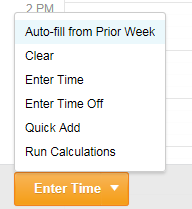 2 PM
Auto-fill from Prior Week
Clear
Enter Time
Enter Time Off
Quick Add
Run Calculations
Enter Time